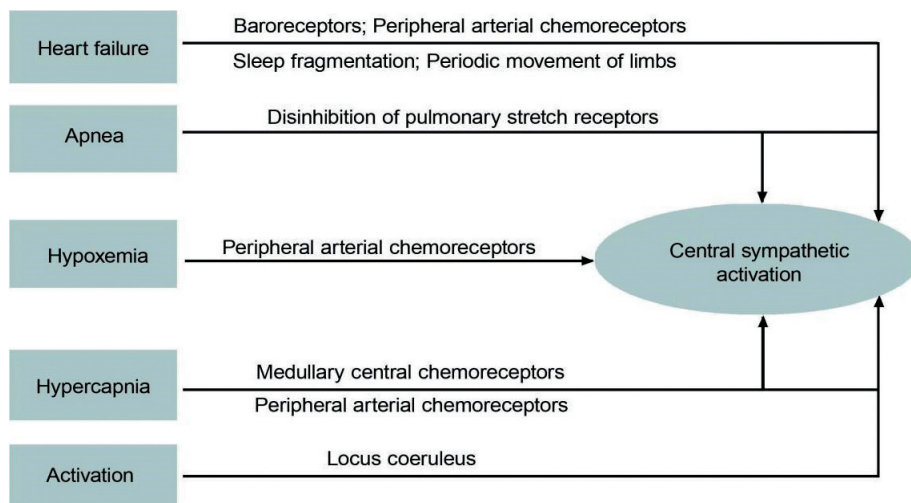 Heart failure
Baroreceptors; Peripheral arterial chemoreceptors
Sleep fragmentation; Periodic movement of limbs
Apnea
Disinhibition of pulmonary stretch receptors
Hypoxemia
Peripheral arterial chemoreceptors
Central sympathetic
activation
Hypercapnia
Medullary central chemoreceptors
Peripheral arterial chemoreceptors
Activation
Locus coeruleus